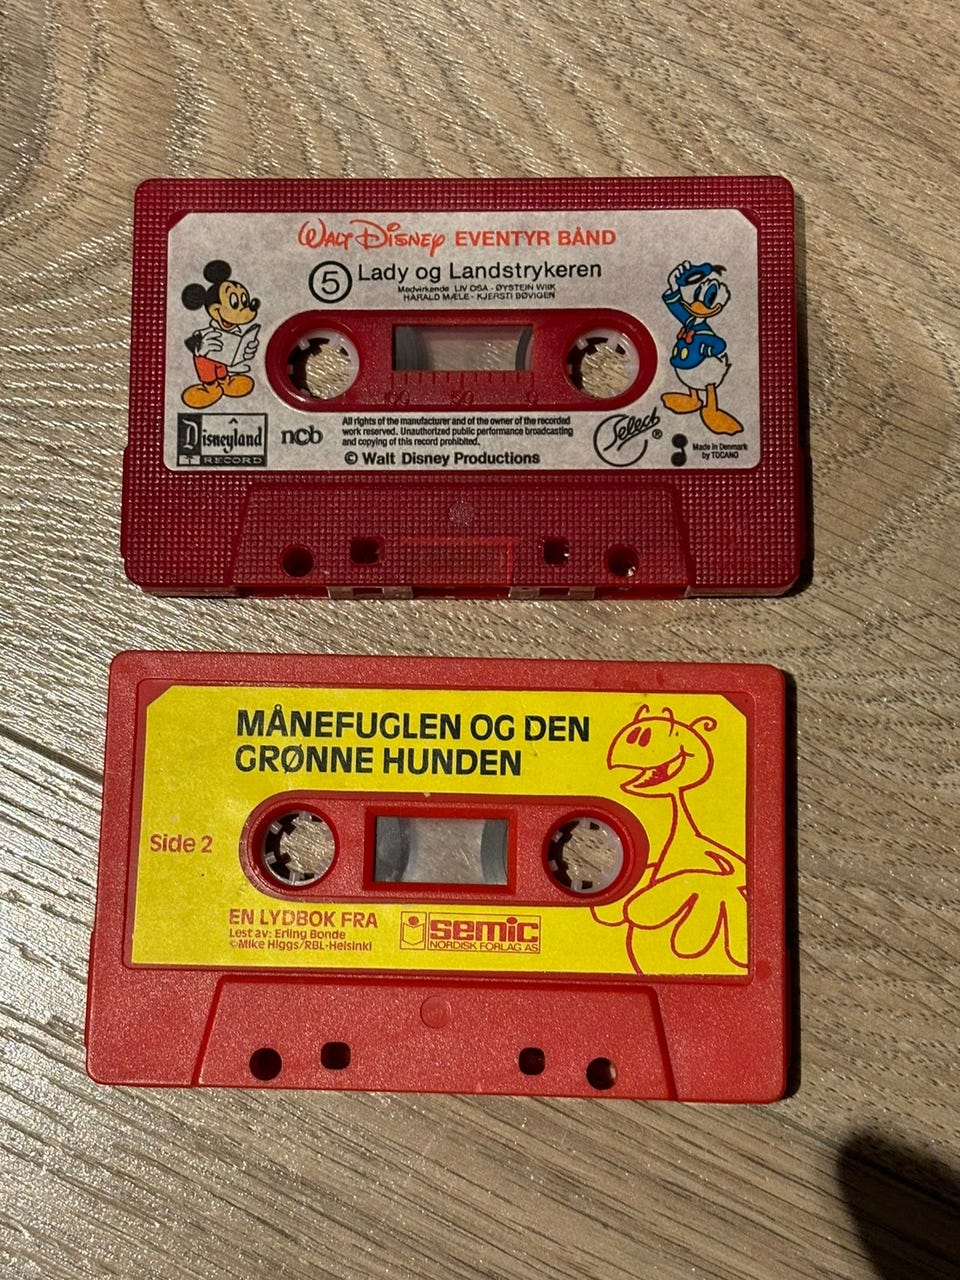 Walt Disney EVENTYR BÅND
5 Lady og Landstrykeren
Medvirkende LIV OSA - ØYSTEIN WIIK
HARALD MÆLE - KJERSTI BØVIGEN
100 50 0
Disneyland
RECORD
ncb
All rights of the manufacturer and of the owner of the recorded
work reserved. Unauthorized public performance broadcasting
and copying of this record prohibited.
© Walt Disney Productions
Select®
Made in Denmark
by TOCANO
MÅNEFUGLEN OG DEN
GRØNNE HUNDEN
Side 2
EN LYDBOK FRA
Lest av: Erling Bonde
©Mike Higgs/RBL-Helsinki
semic
NORDISK FORLAG AS